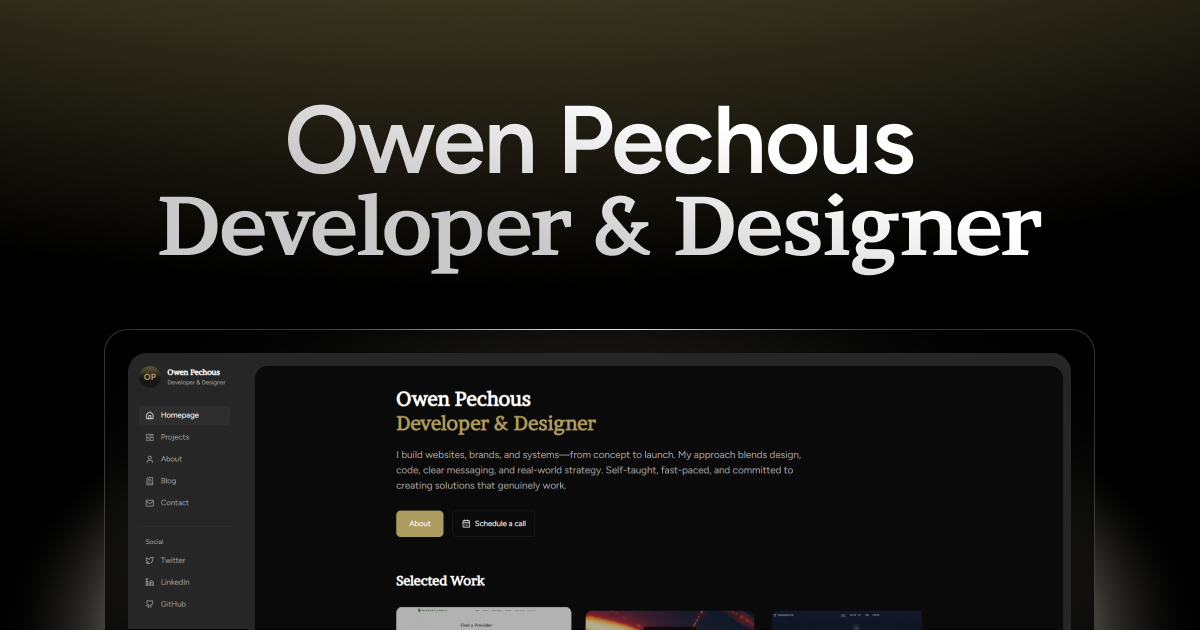 Owen Pechous
Developer & Designer
OP
Owen Pechous
Developer & Designer
Homepage
Projects
About
Blog
Contact
Social
Twitter
LinkedIn
GitHub
Owen Pechous
Developer & Designer
I build websites, brands, and systems—from concept to launch. My approach blends design,
code, clear messaging, and real-world strategy. Self-taught, fast-paced, and committed to
creating solutions that genuinely work.
About
Schedule a call
Selected Work
Find a Provider